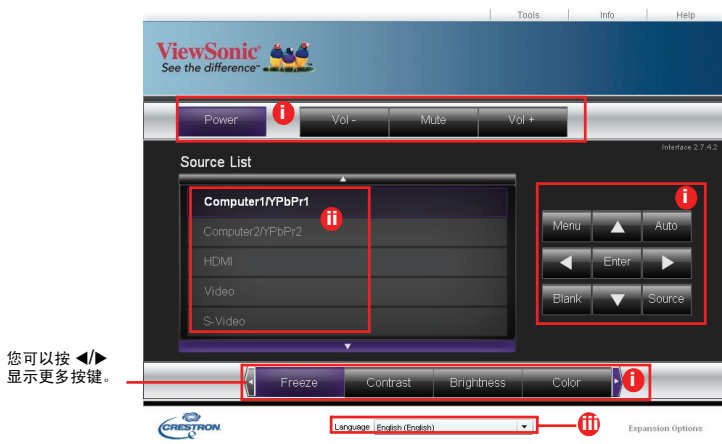 Tools Info Help
ViewSonic®
See the difference™
Power i Vol - Mute Vol +
Interface 2.7.4.2
Source List
i
Computer1/YPbPr1
ii
Computer2/YPbPr2
HDMI
Video
S-Video
Menu Auto
Enter
Blank Source
您可以按 ◀/▶
显示更多按键。
Freeze Contrast Brightness Color i
CRESTRON
Language English (English) iii
Expansion Options